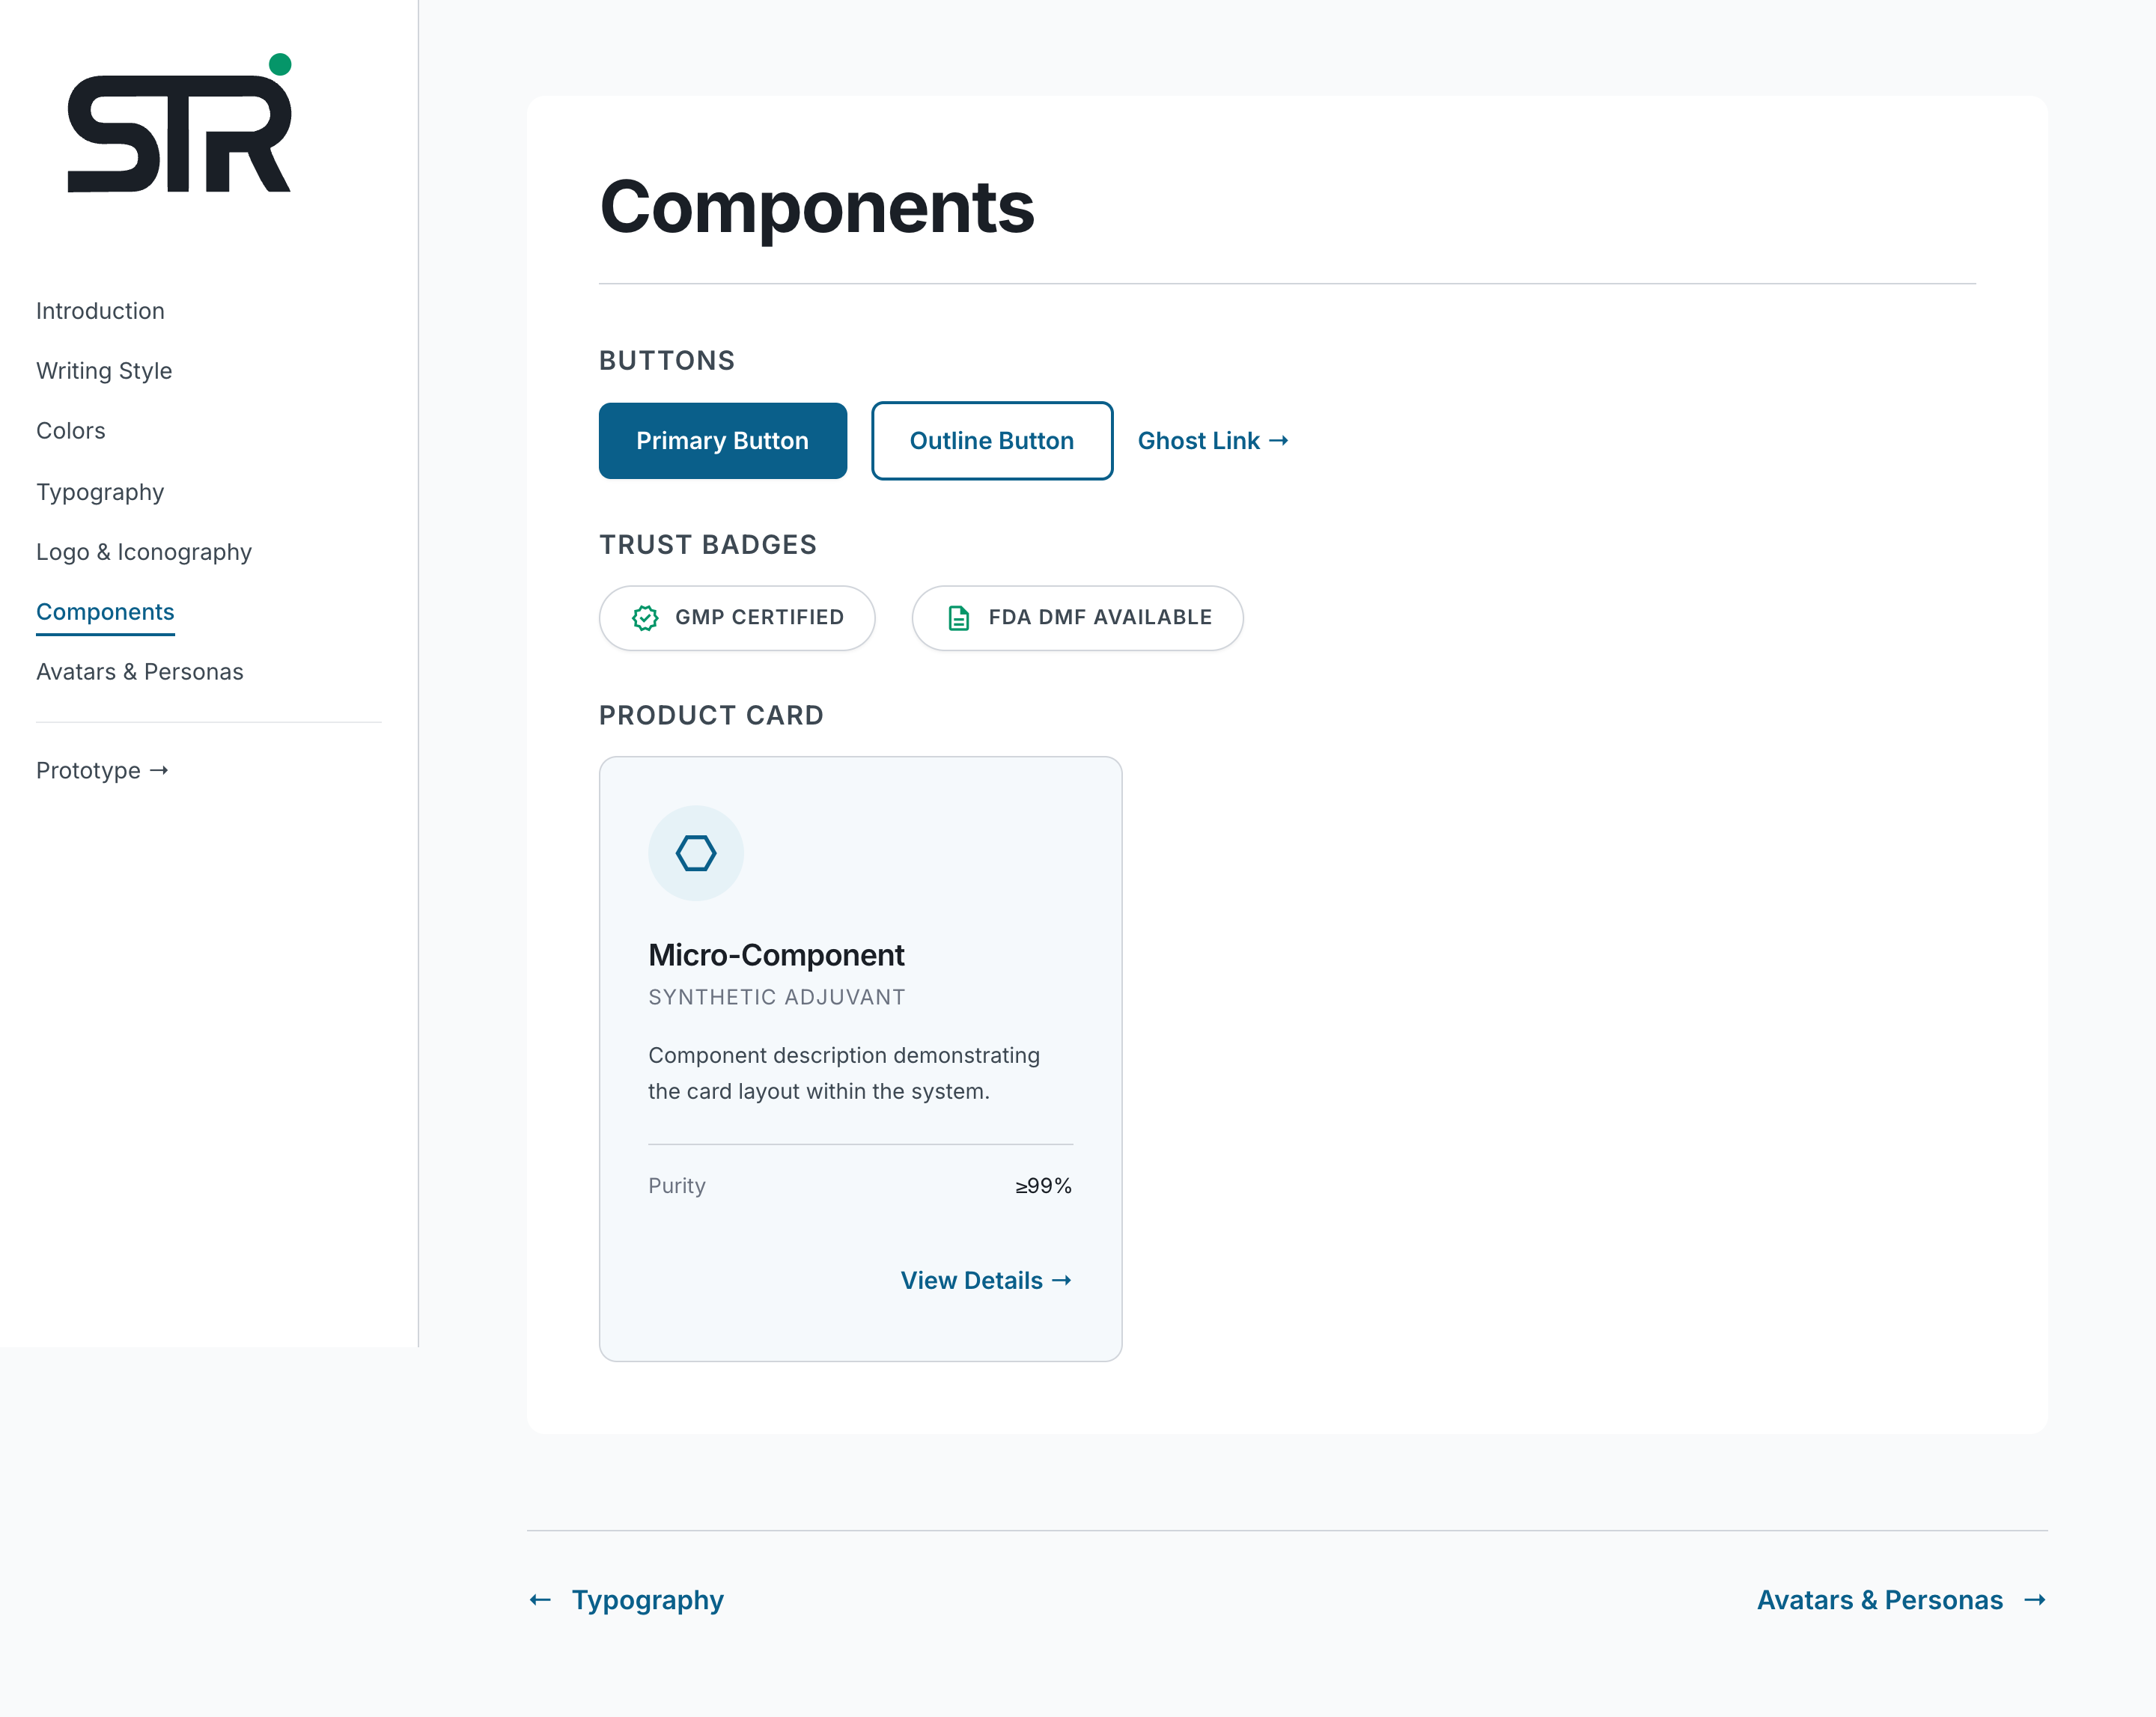 STR
Introduction
Writing Style
Colors
Typography
Logo & Iconography
Components
Avatars & Personas
Prototype →
Components
BUTTONS
Primary Button
Outline Button
Ghost Link →
TRUST BADGES
GMP CERTIFIED
FDA DMF AVAILABLE
PRODUCT CARD
Micro-Component
SYNTHETIC ADJUVANT
Component description demonstrating
the card layout within the system.
Purity ≥99%
View Details →
← Typography
Avatars & Personas →